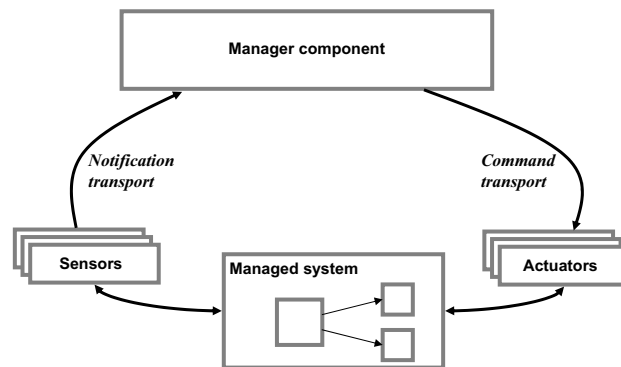 Manager component
Notification
transport
Command
transport
Sensors
Managed system
Actuators